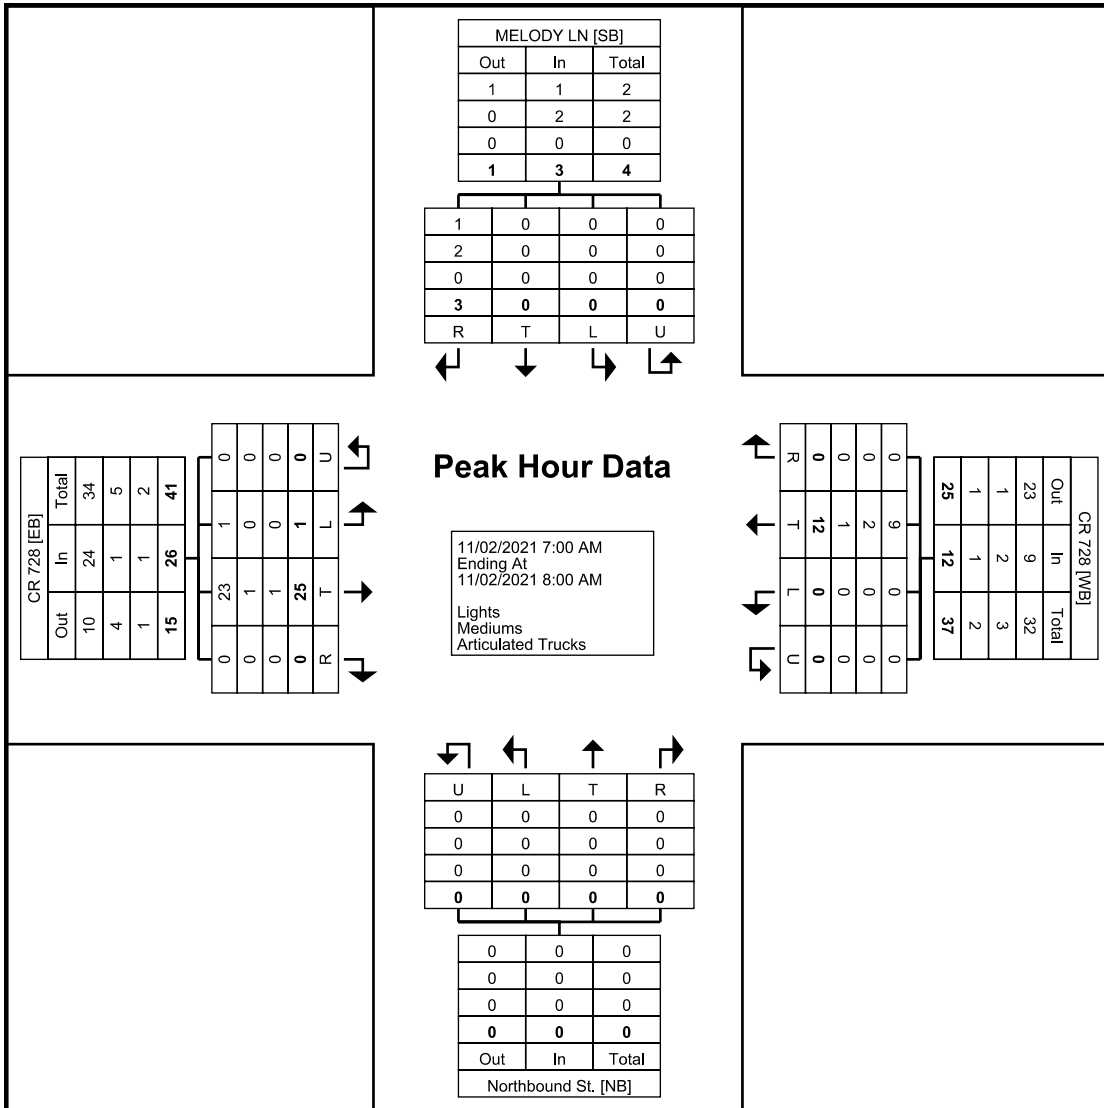 MELODY LN [SB]
Out In Total
1 1 2
0 2 2
0 0 0
1 3 4
1 0 0 0
2 0 0 0
0 0 0 0
3 0 0 0
R T L U
CR 728 [EB]
Out In Total
10 24 34
4 1 5
1 1 2
15 26 41
0 23 1 0
0 1 0 0
0 1 0 0
0 25 1 0
R T L U
Peak Hour Data
11/02/2021 7:00 AM
Ending At
11/02/2021 8:00 AM
Lights
Mediums
Articulated Trucks
CR 728 [WB]
Out In Total
23 9 32
1 2 3
1 1 2
25 12 37
0 9 0 0
0 2 0 0
0 1 0 0
0 12 0 0
R T L U
U L T R
0 0 0 0
0 0 0 0
0 0 0 0
0 0 0 0
0 0 0
0 0 0
0 0 0
0 0 0
Out In Total
Northbound St. [NB]